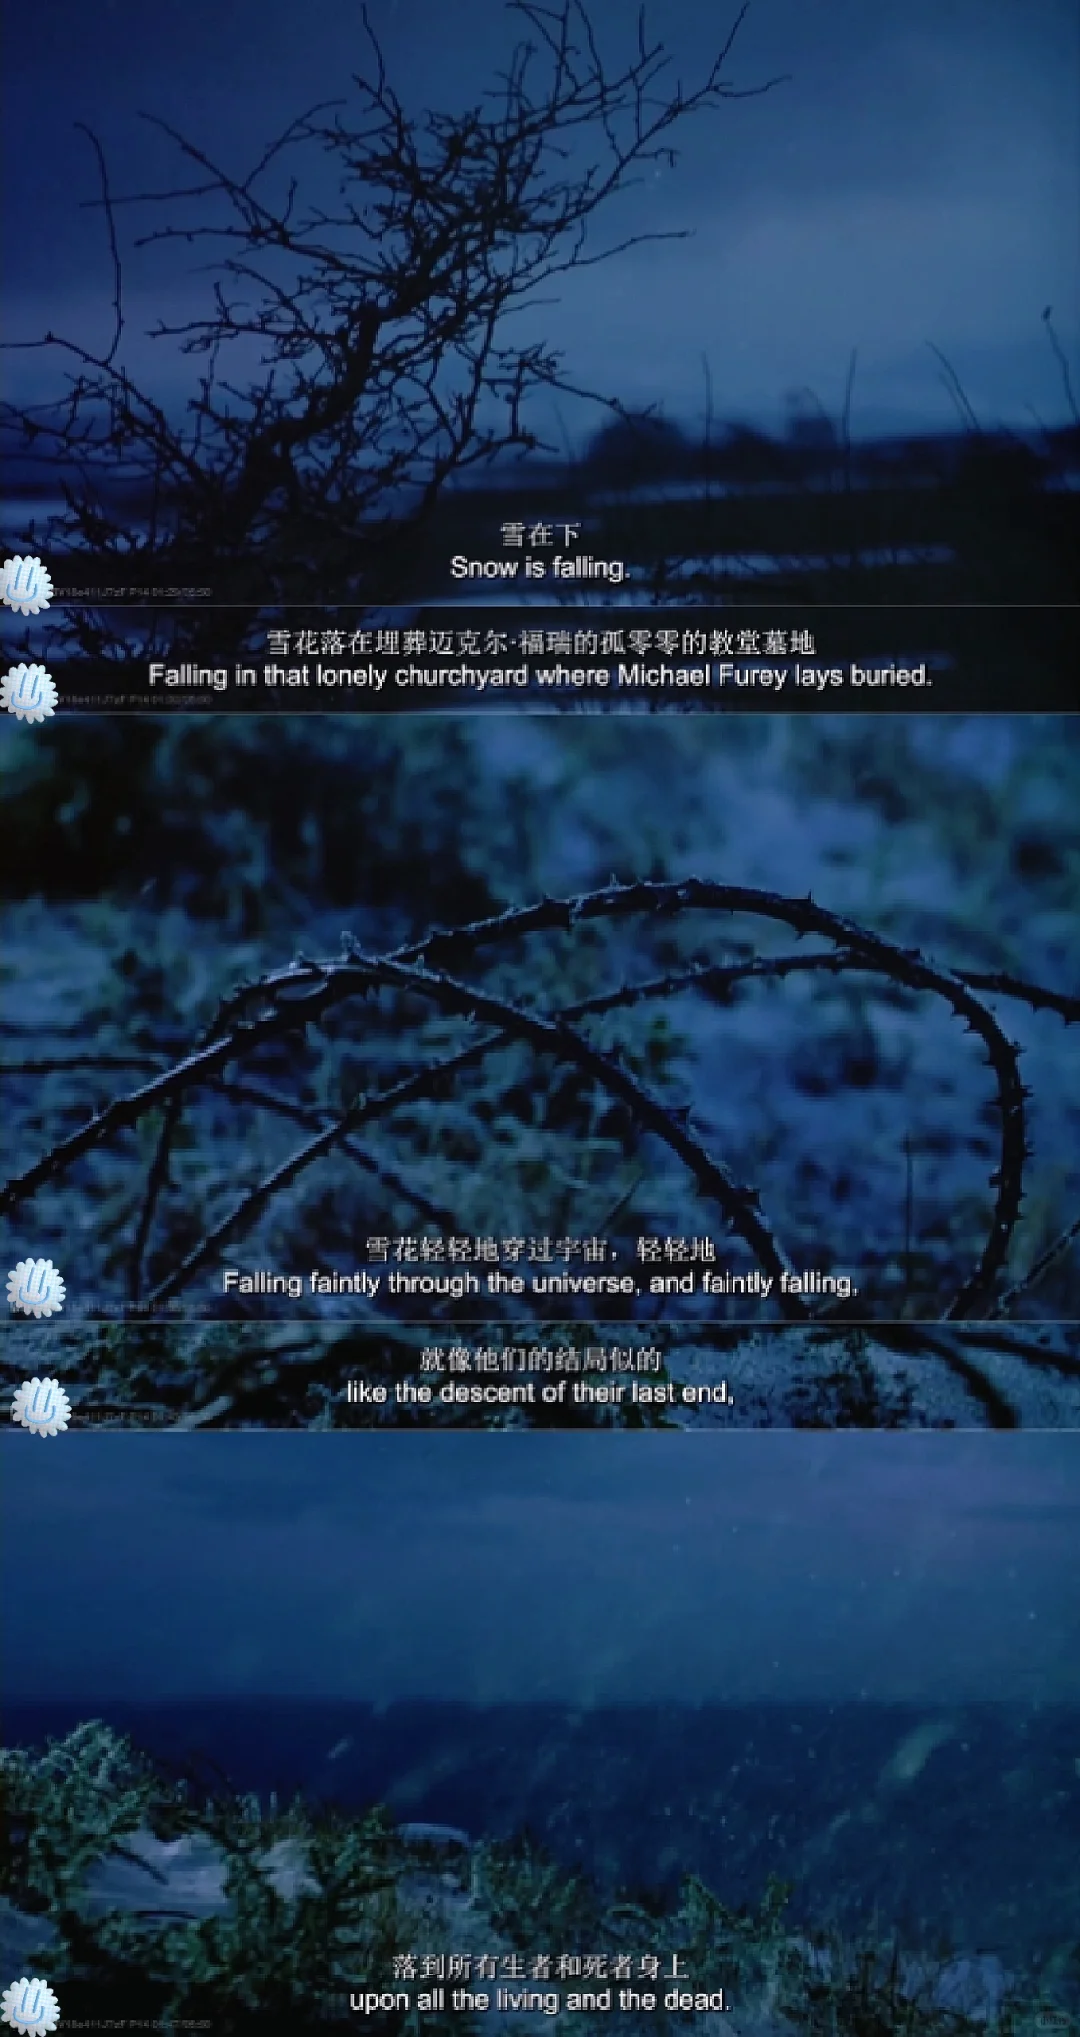 雪在下
Snow is falling.
雪花落在埋葬迈克尔·福瑞的孤零零的教堂墓地
Falling in that lonely churchyard where Michael Furey lays buried.
雪花轻轻地穿过宇宙，轻轻地
Falling faintly through the universe, and faintly falling,
就像他们的结局似的
like the descent of their last end,
落到所有生者和死者身上
upon all the living and the dead.